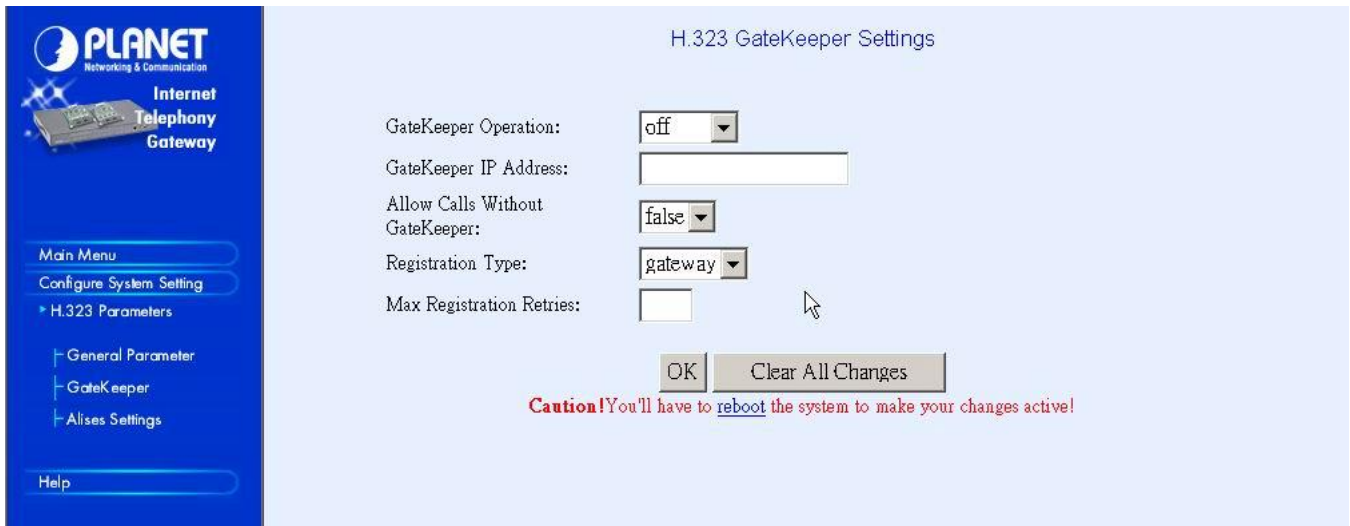 PLANET
Networking & Communication
Internet
Telephony
Gateway
Main Menu
Configure System Setting
H.323 Parameters
General Parameter
GateKeeper
Alises Settings
Help
H.323 GateKeeper Settings
GateKeeper Operation: off
GateKeeper IP Address:
Allow Calls Without
GateKeeper: false
Registration Type: gateway
Max Registration Retries:
OK Clear All Changes
Caution!You'll have to reboot the system to make your changes active!